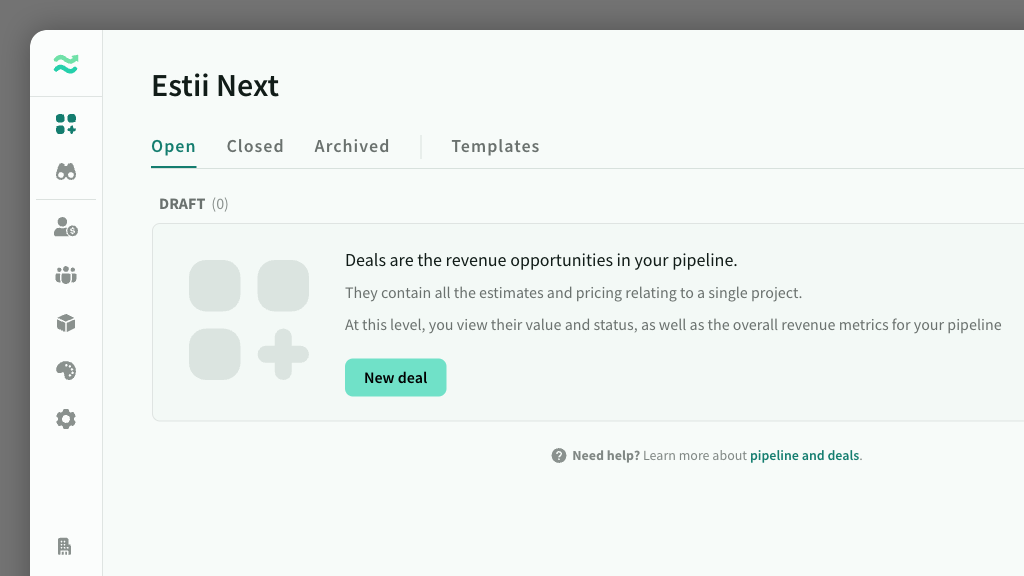 Estii Next
Open Closed Archived Templates
DRAFT (0)
Deals are the revenue opportunities in your pipeline.
They contain all the estimates and pricing relating to a single project.
At this level, you view their value and status, as well as the overall revenue metrics for your pipeline
New deal
Need help? Learn more about pipeline and deals.